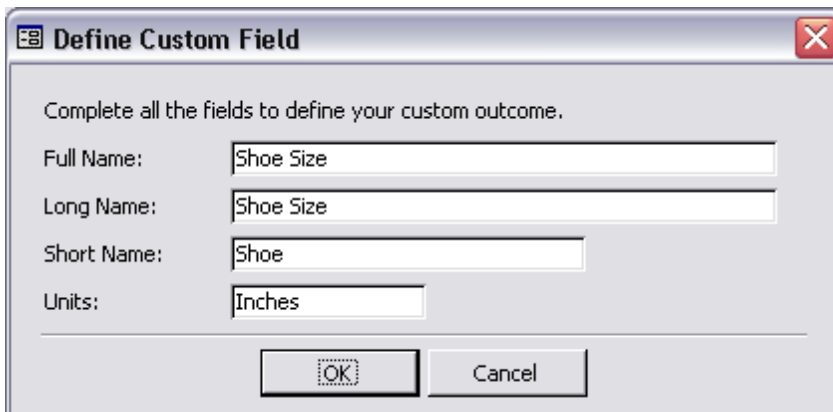 Define Custom Field
Complete all the fields to define your custom outcome.
Full Name: Shoe Size
Long Name: Shoe Size
Short Name: Shoe
Units: Inches
OK Cancel